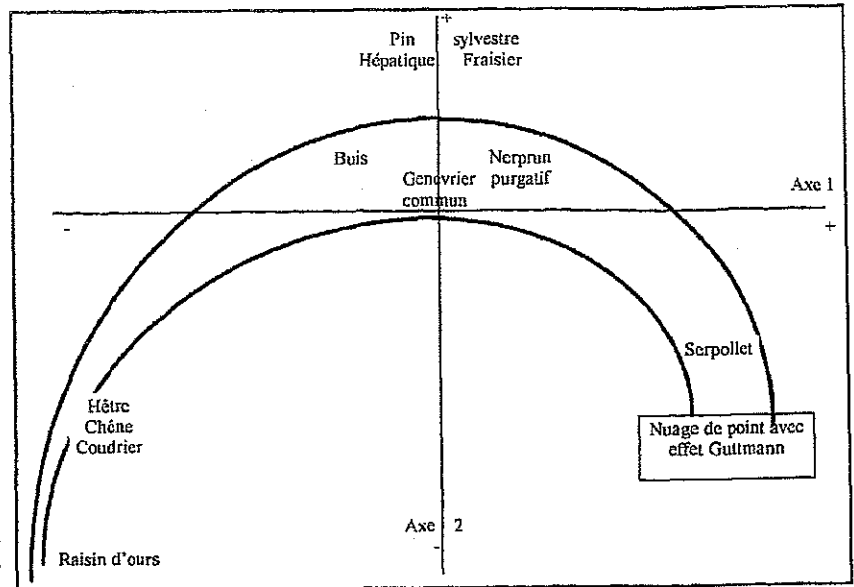 +
Pin sylvestre
Hépatique Fraisier
Buis
Nerprun
Genévrier purgatif
commun
Axe 1
-
+
Serpollet
Hêtre
Chêne
Coudrier
Nuage de point avec
effet Guttmann
Axe 2
-
Raisin d'ours